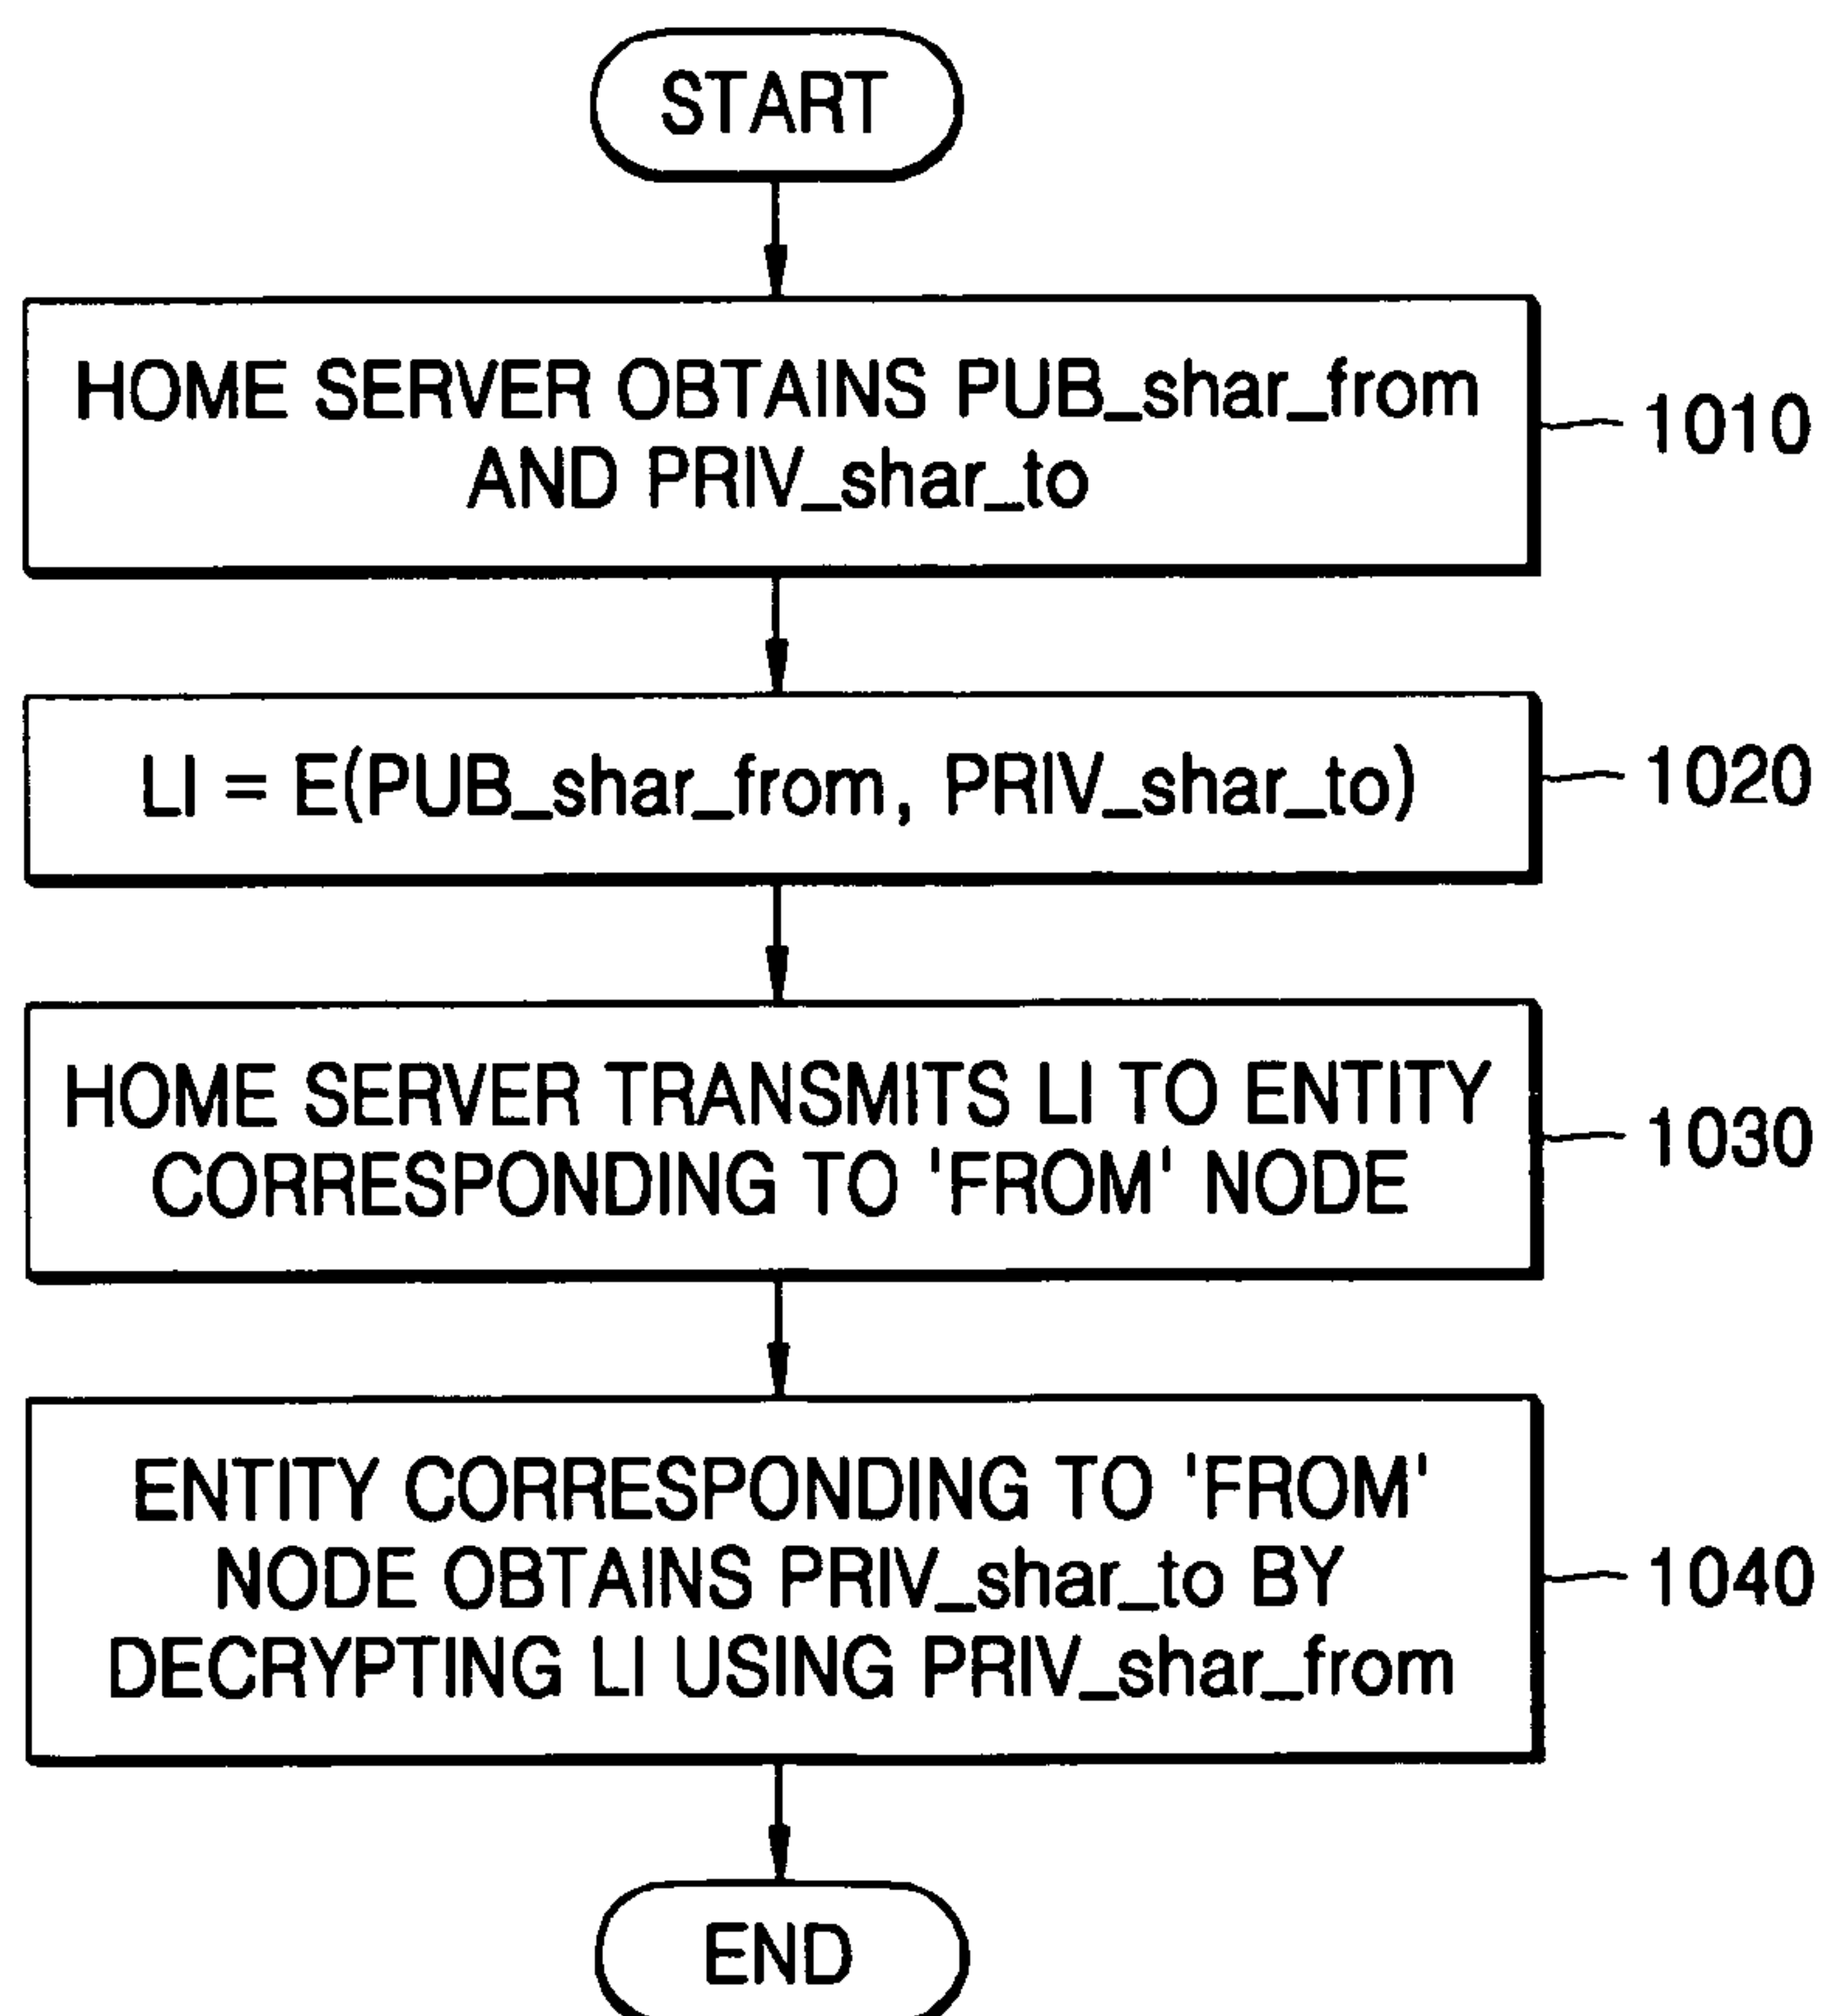 START
HOME SERVER OBTAINS PUB_shar_from
AND PRIV_shar_to
1010
LI = E(PUB_shar_from, PRIV_shar_to)
1020
HOME SERVER TRANSMITS LI TO ENTITY
CORRESPONDING TO 'FROM' NODE
1030
ENTITY CORRESPONDING TO 'FROM'
NODE OBTAINS PRIV_shar_to BY
DECRYPTING LI USING PRIV_shar_from
1040
END